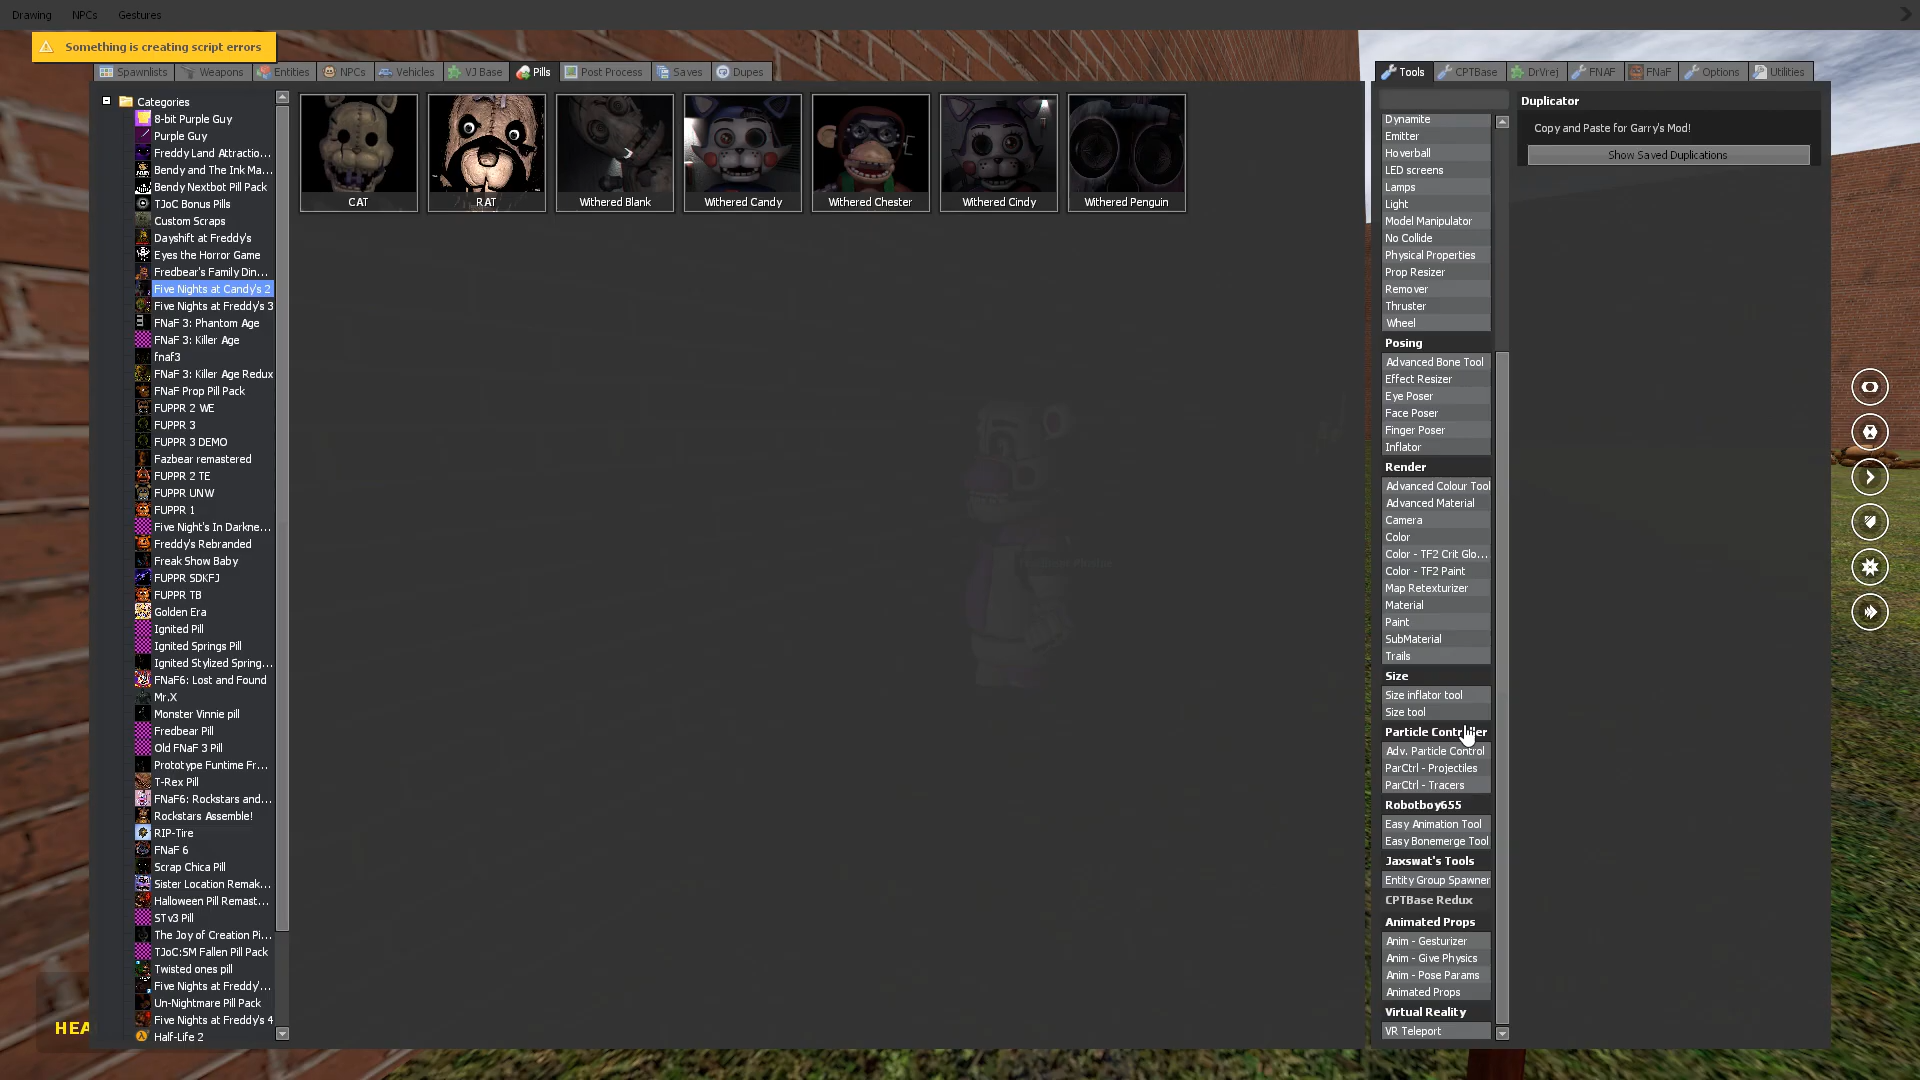 Drawing NPCs Gestures
Something is creating script errors
Spawnlists Weapons Entities NPCs Vehicles VJ Base Pills Post Process Saves Dupes
Tools CPTBase DrVrej FNAF FNaF Options Utilities
Categories
8-bit Purple Guy
Purple Guy
Freddy Land Attractio...
Bendy and The Ink Ma...
Bendy Nextbot Pill Pack
TJoC Bonus Pills
Custom Scraps
Dayshift at Freddy's
Eyes the Horror Game
Fredbear's Family Din...
Five Nights at Candy's 2
Five Nights at Freddy's 3
FNaF 3: Phantom Age
FNaF 3: Killer Age
fnaf3
FNaF 3: Killer Age Redux
FNaF Prop Pill Pack
FUPPR 2 WE
FUPPR 3
FUPPR 3 DEMO
Fazbear remastered
FUPPR 2 TE
FUPPR UNW
FUPPR 1
Five Night's In Darkne...
Freddy's Rebranded
Freak Show Baby
FUPPR SDKFJ
FUPPR TB
Golden Era
Ignited Pill
Ignited Springs Pill
Ignited Stylized Spring...
FNaF6: Lost and Found
Mr.X
Monster Vinnie pill
Fredbear Pill
Old FNaF 3 Pill
Prototype Funtime Fr...
T-Rex Pill
FNaF6: Rockstars and...
Rockstars Assemble!
RIP-Tire
FNaF 6
Scrap Chica Pill
Sister Location Remak...
Halloween Pill Remast...
STv3 Pill
The Joy of Creation Pi...
TJoC:SM Fallen Pill Pack
Twisted ones pill
Five Nights at Freddy'...
Un-Nightmare Pill Pack
Five Nights at Freddy's 4
Half-Life 2
CAT RAT Withered Blank Withered Candy Withered Chester Withered Cindy Withered Penguin
Dynamite
Emitter
Hoverball
LED screens
Lamps
Light
Model Manipulator
No Collide
Physical Properties
Prop Resizer
Remover
Thruster
Wheel
Posing
Advanced Bone Tool
Effect Resizer
Eye Poser
Face Poser
Finger Poser
Inflator
Render
Advanced Colour Tool
Advanced Material
Camera
Color
Color - TF2 Crit Glo...
Color - TF2 Paint
Map Retexturizer
Material
Paint
SubMaterial
Trails
Size
Size inflator tool
Size tool
Particle Controller
Adv. Particle Control
ParCtrl - Projectiles
ParCtrl - Tracers
Robotboy655
Easy Animation Tool
Easy Bonemerge Tool
Jaxswat's Tools
Entity Group Spawner
CPTBase Redux
Animated Props
Anim - Gesturizer
Anim - Give Physics
Anim - Pose Params
Animated Props
Virtual Reality
VR Teleport
Duplicator
Copy and Paste for Garry's Mod!
Show Saved Duplications
HEA